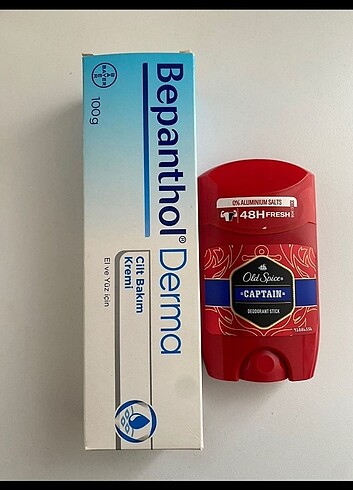 Bepanthol® Derma
Cilt Bakım
Kremi
El ve Yüz için
100g
BAYER
0% ALUMINIUM SALTS
48H FRESH
Old Spice
CAPTAIN
DEODORANT STICK